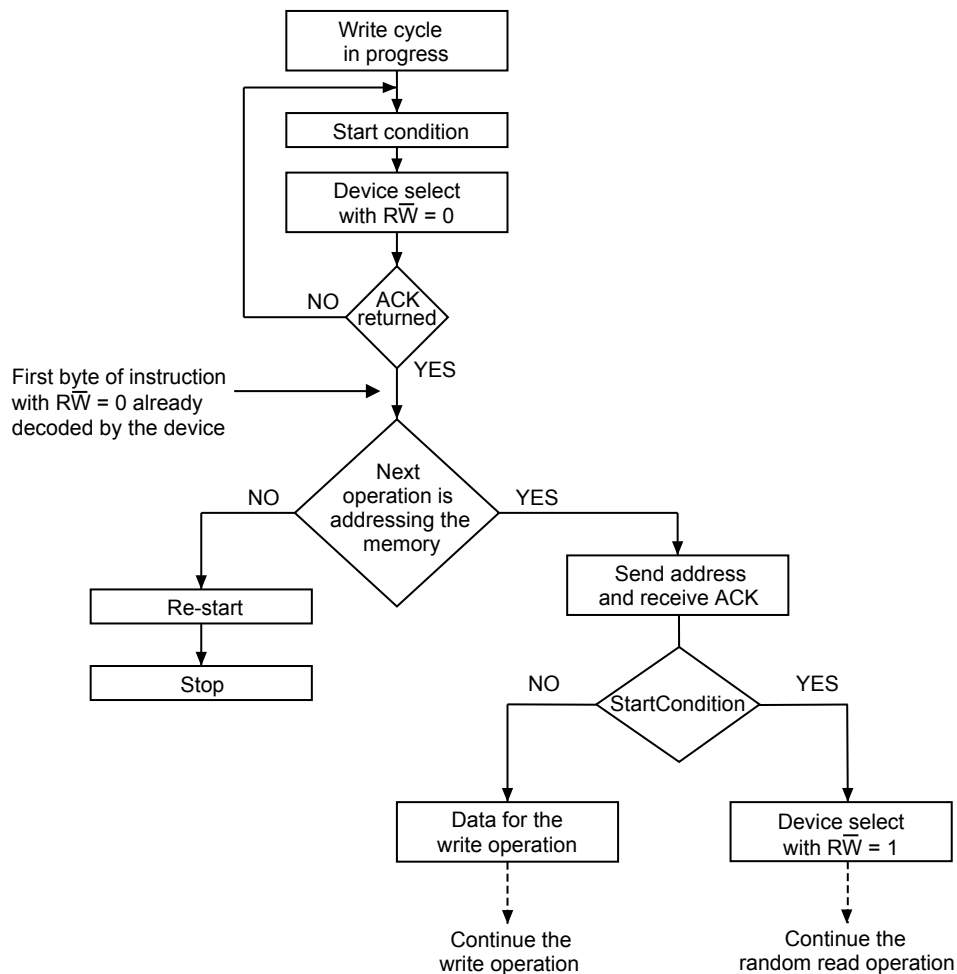 Write cycle
in progress
Start condition
Device select
with RW̅ = 0
NO
ACK
returned
YES
First byte of instruction
with RW̅ = 0 already
decoded by the device
NO
Next
operation is
addressing the
memory
YES
Send address
and receive ACK
Re-start
Stop
NO
StartCondition
YES
Data for the
write operation
Device select
with RW̅ = 1
Continue the
write operation
Continue the
random read operation